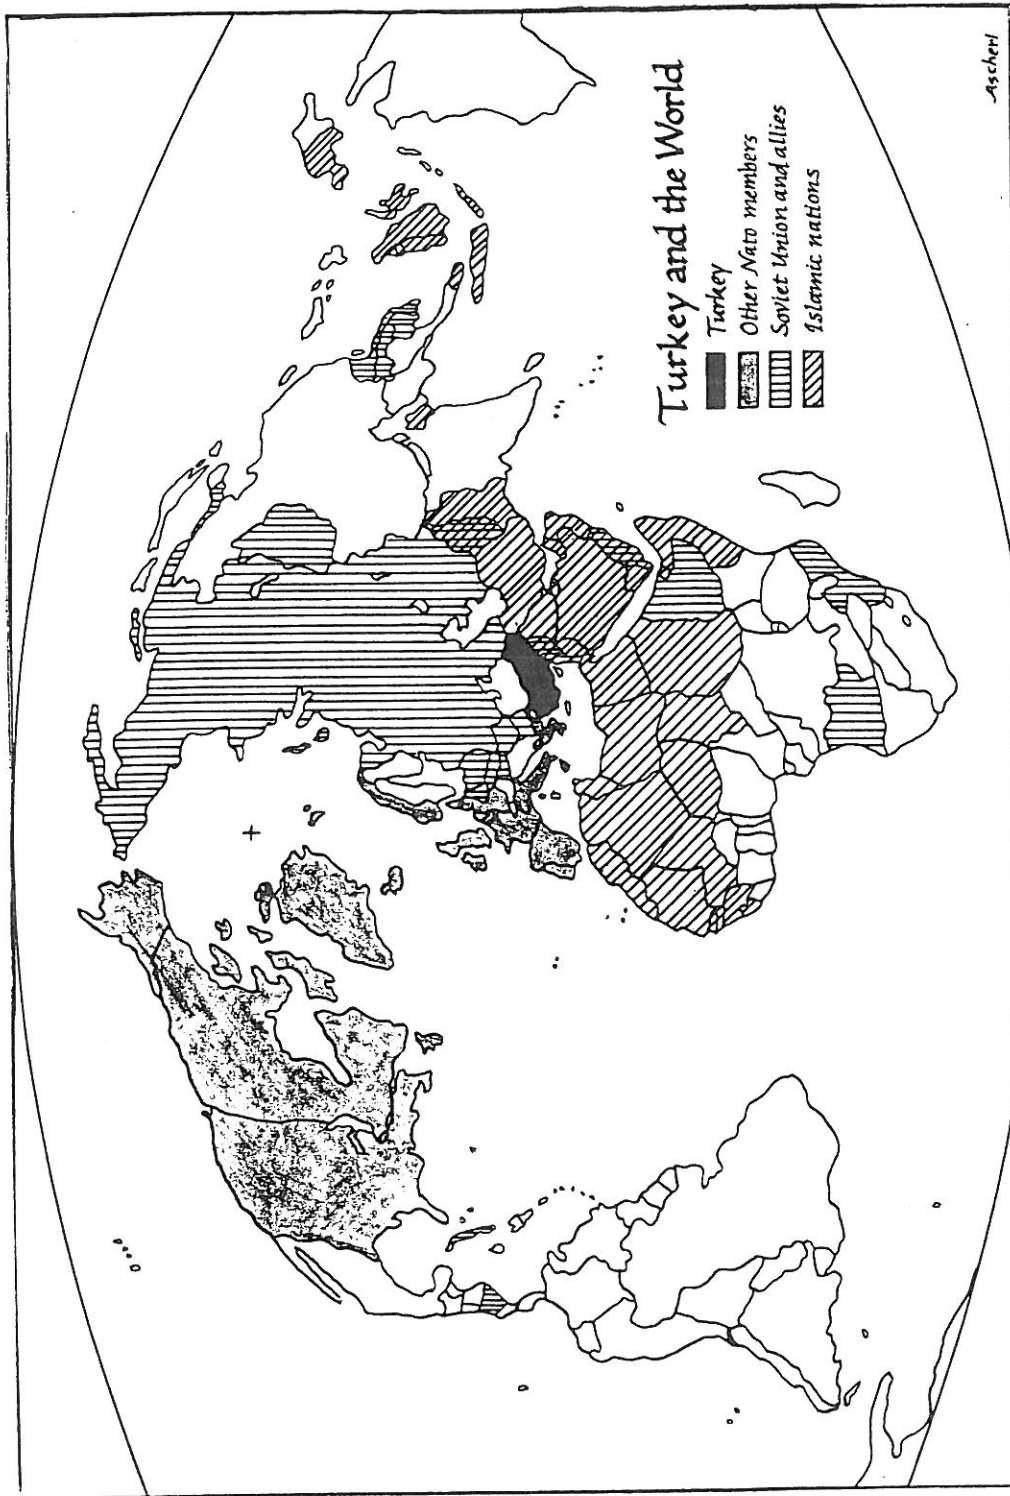 Turkey and the World
Turkey
Other Nato members
Soviet Union and allies
Islamic nations
Ascherl